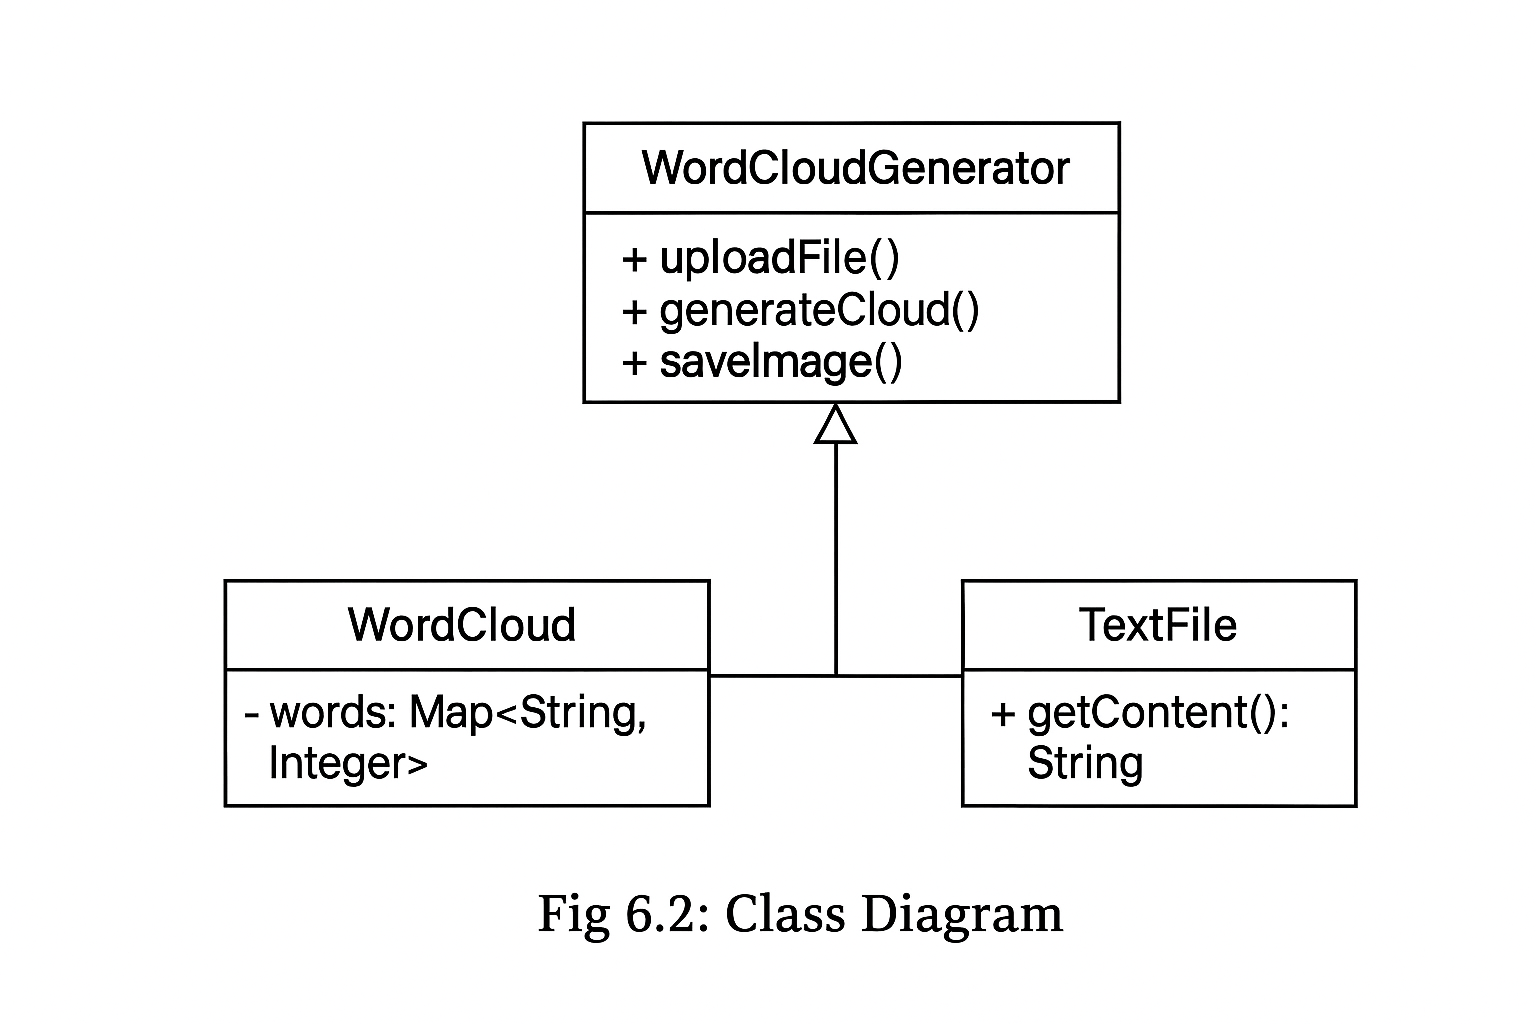 WordCloudGenerator
+ uploadFile()
+ generateCloud()
+ saveImage()
WordCloud
- words: Map<String,
Integer>
TextFile
+ getContent():
String
Fig 6.2: Class Diagram